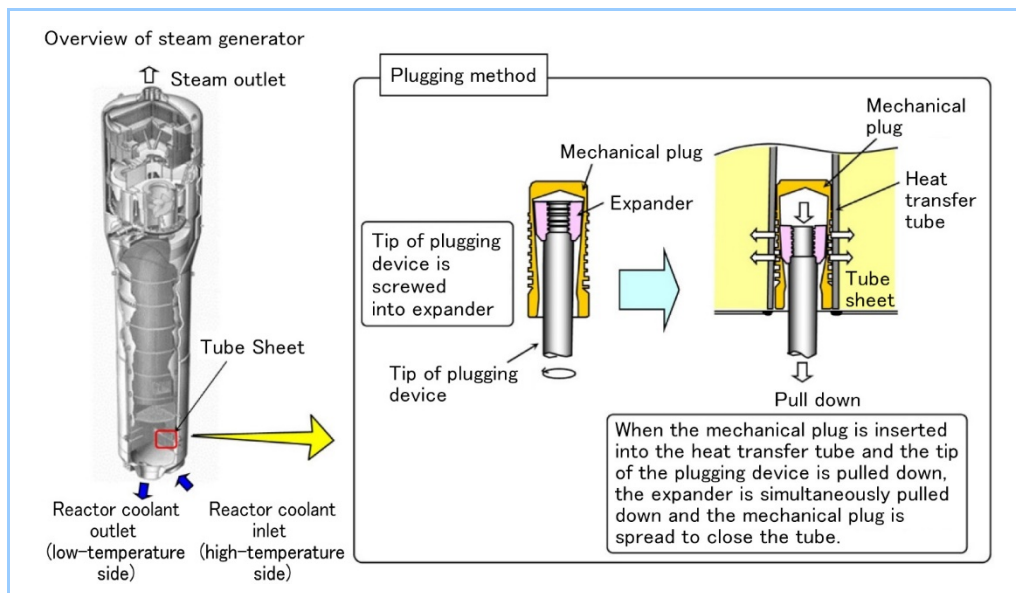 Overview of steam generator
Steam outlet
Tube Sheet
Reactor coolant
outlet
(low-temperature
side)
Reactor coolant
inlet
(high-temperature
side)
Plugging method
Mechanical plug
Expander
Tip of plugging
device is
screwed
into expander
Tip of plugging
device
Mechanical
plug
Heat
transfer
tube
Tube
sheet
Pull down
When the mechanical plug is inserted
into the heat transfer tube and the tip
of the plugging device is pulled down,
the expander is simultaneously pulled
down and the mechanical plug is
spread to close the tube.